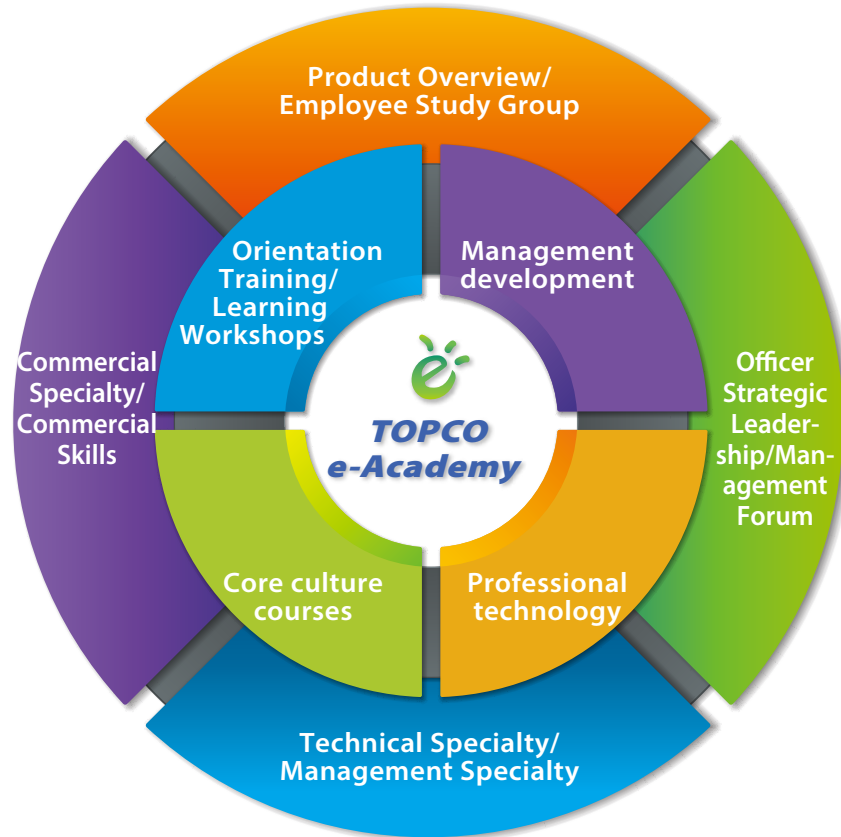 Product Overview/
Employee Study Group
Orientation
Training/
Learning
Workshops
Management
development
Commercial
Specialty/
Commercial
Skills
Officer
Strategic
Leader-
ship/Man-
agement
Forum
TOPCO
e-Academy
Core culture
courses
Professional
technology
Technical Specialty/
Management Specialty